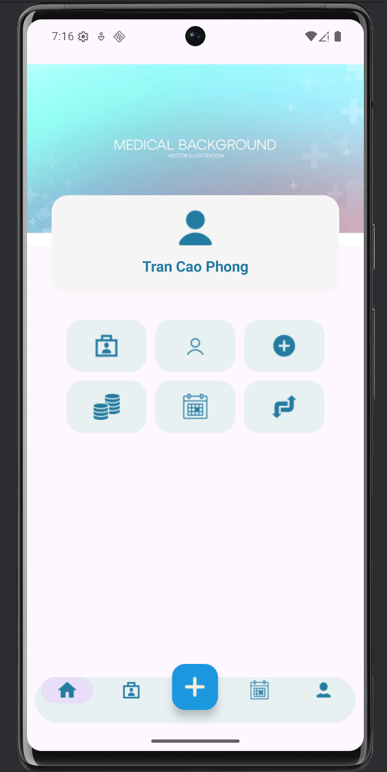 7:16
MEDICAL BACKGROUND
VECTOR ILLUSTRATION
Tran Cao Phong